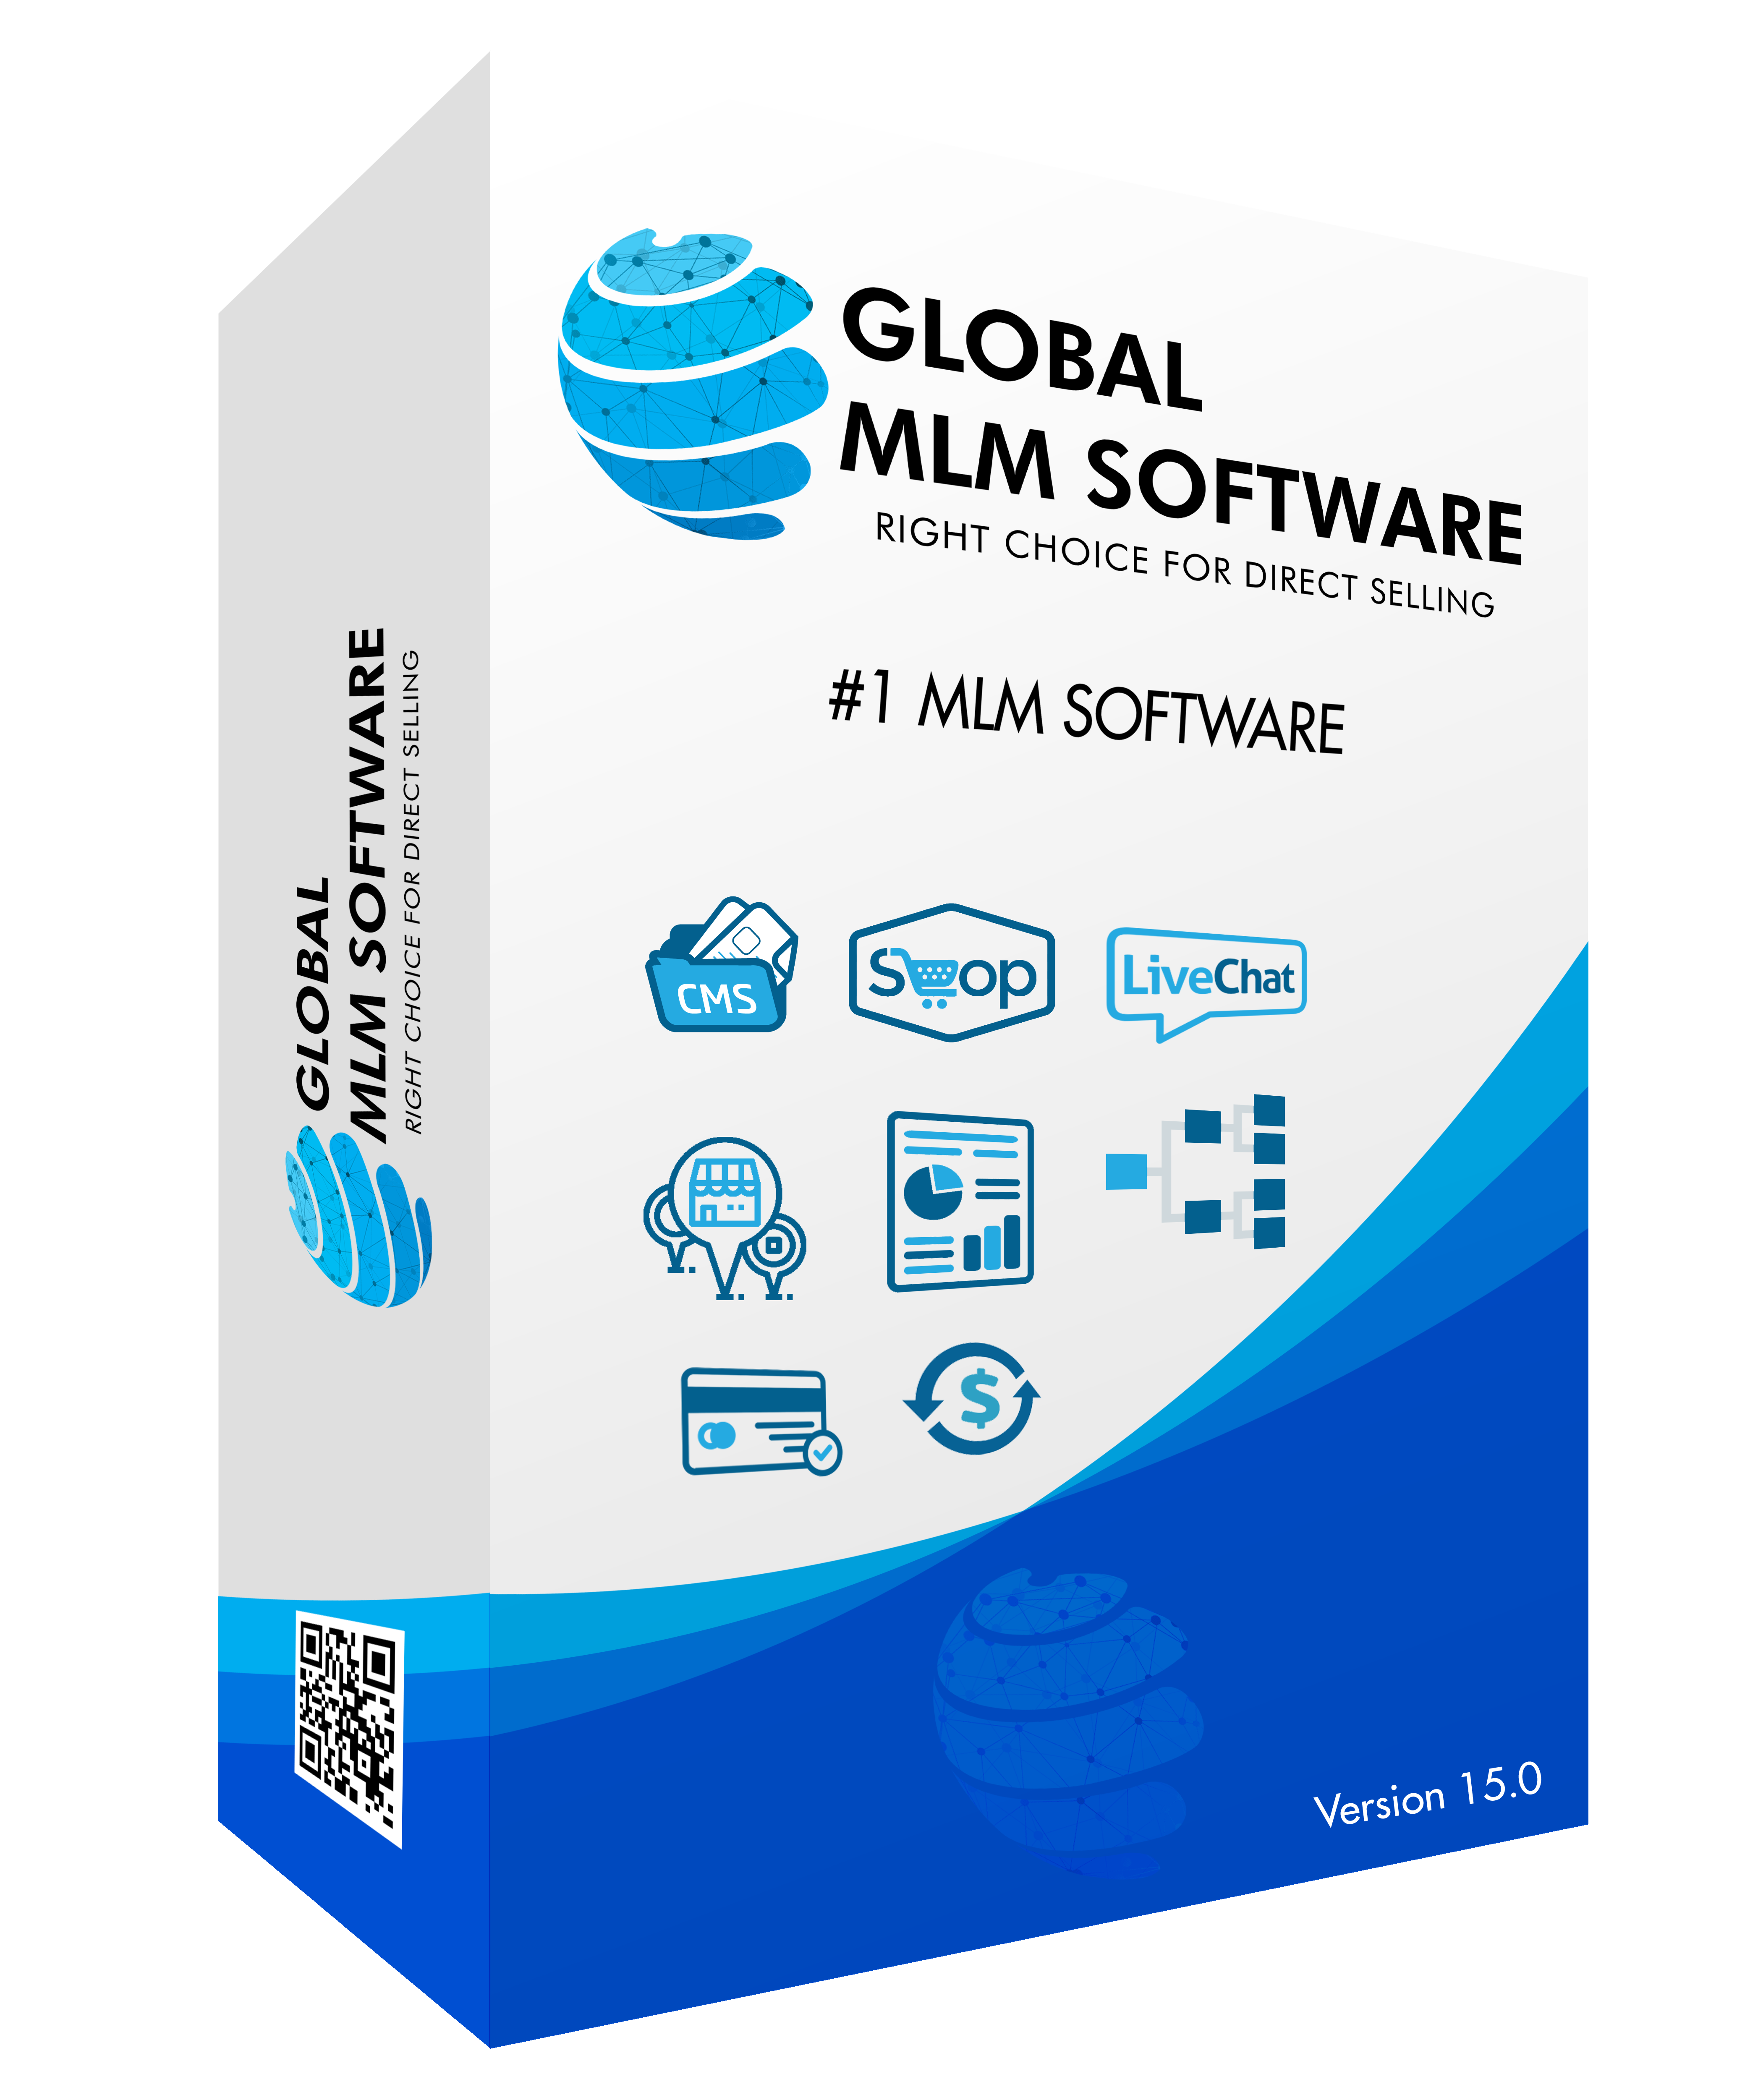 GLOBAL
MLM SOFTWARE
RIGHT CHOICE FOR DIRECT SELLING
GLOBAL
MLM SOFTWARE
RIGHT CHOICE FOR DIRECT SELLING
#1 MLM SOFTWARE
CMS
Shop
LiveChat
$
Version 15.0